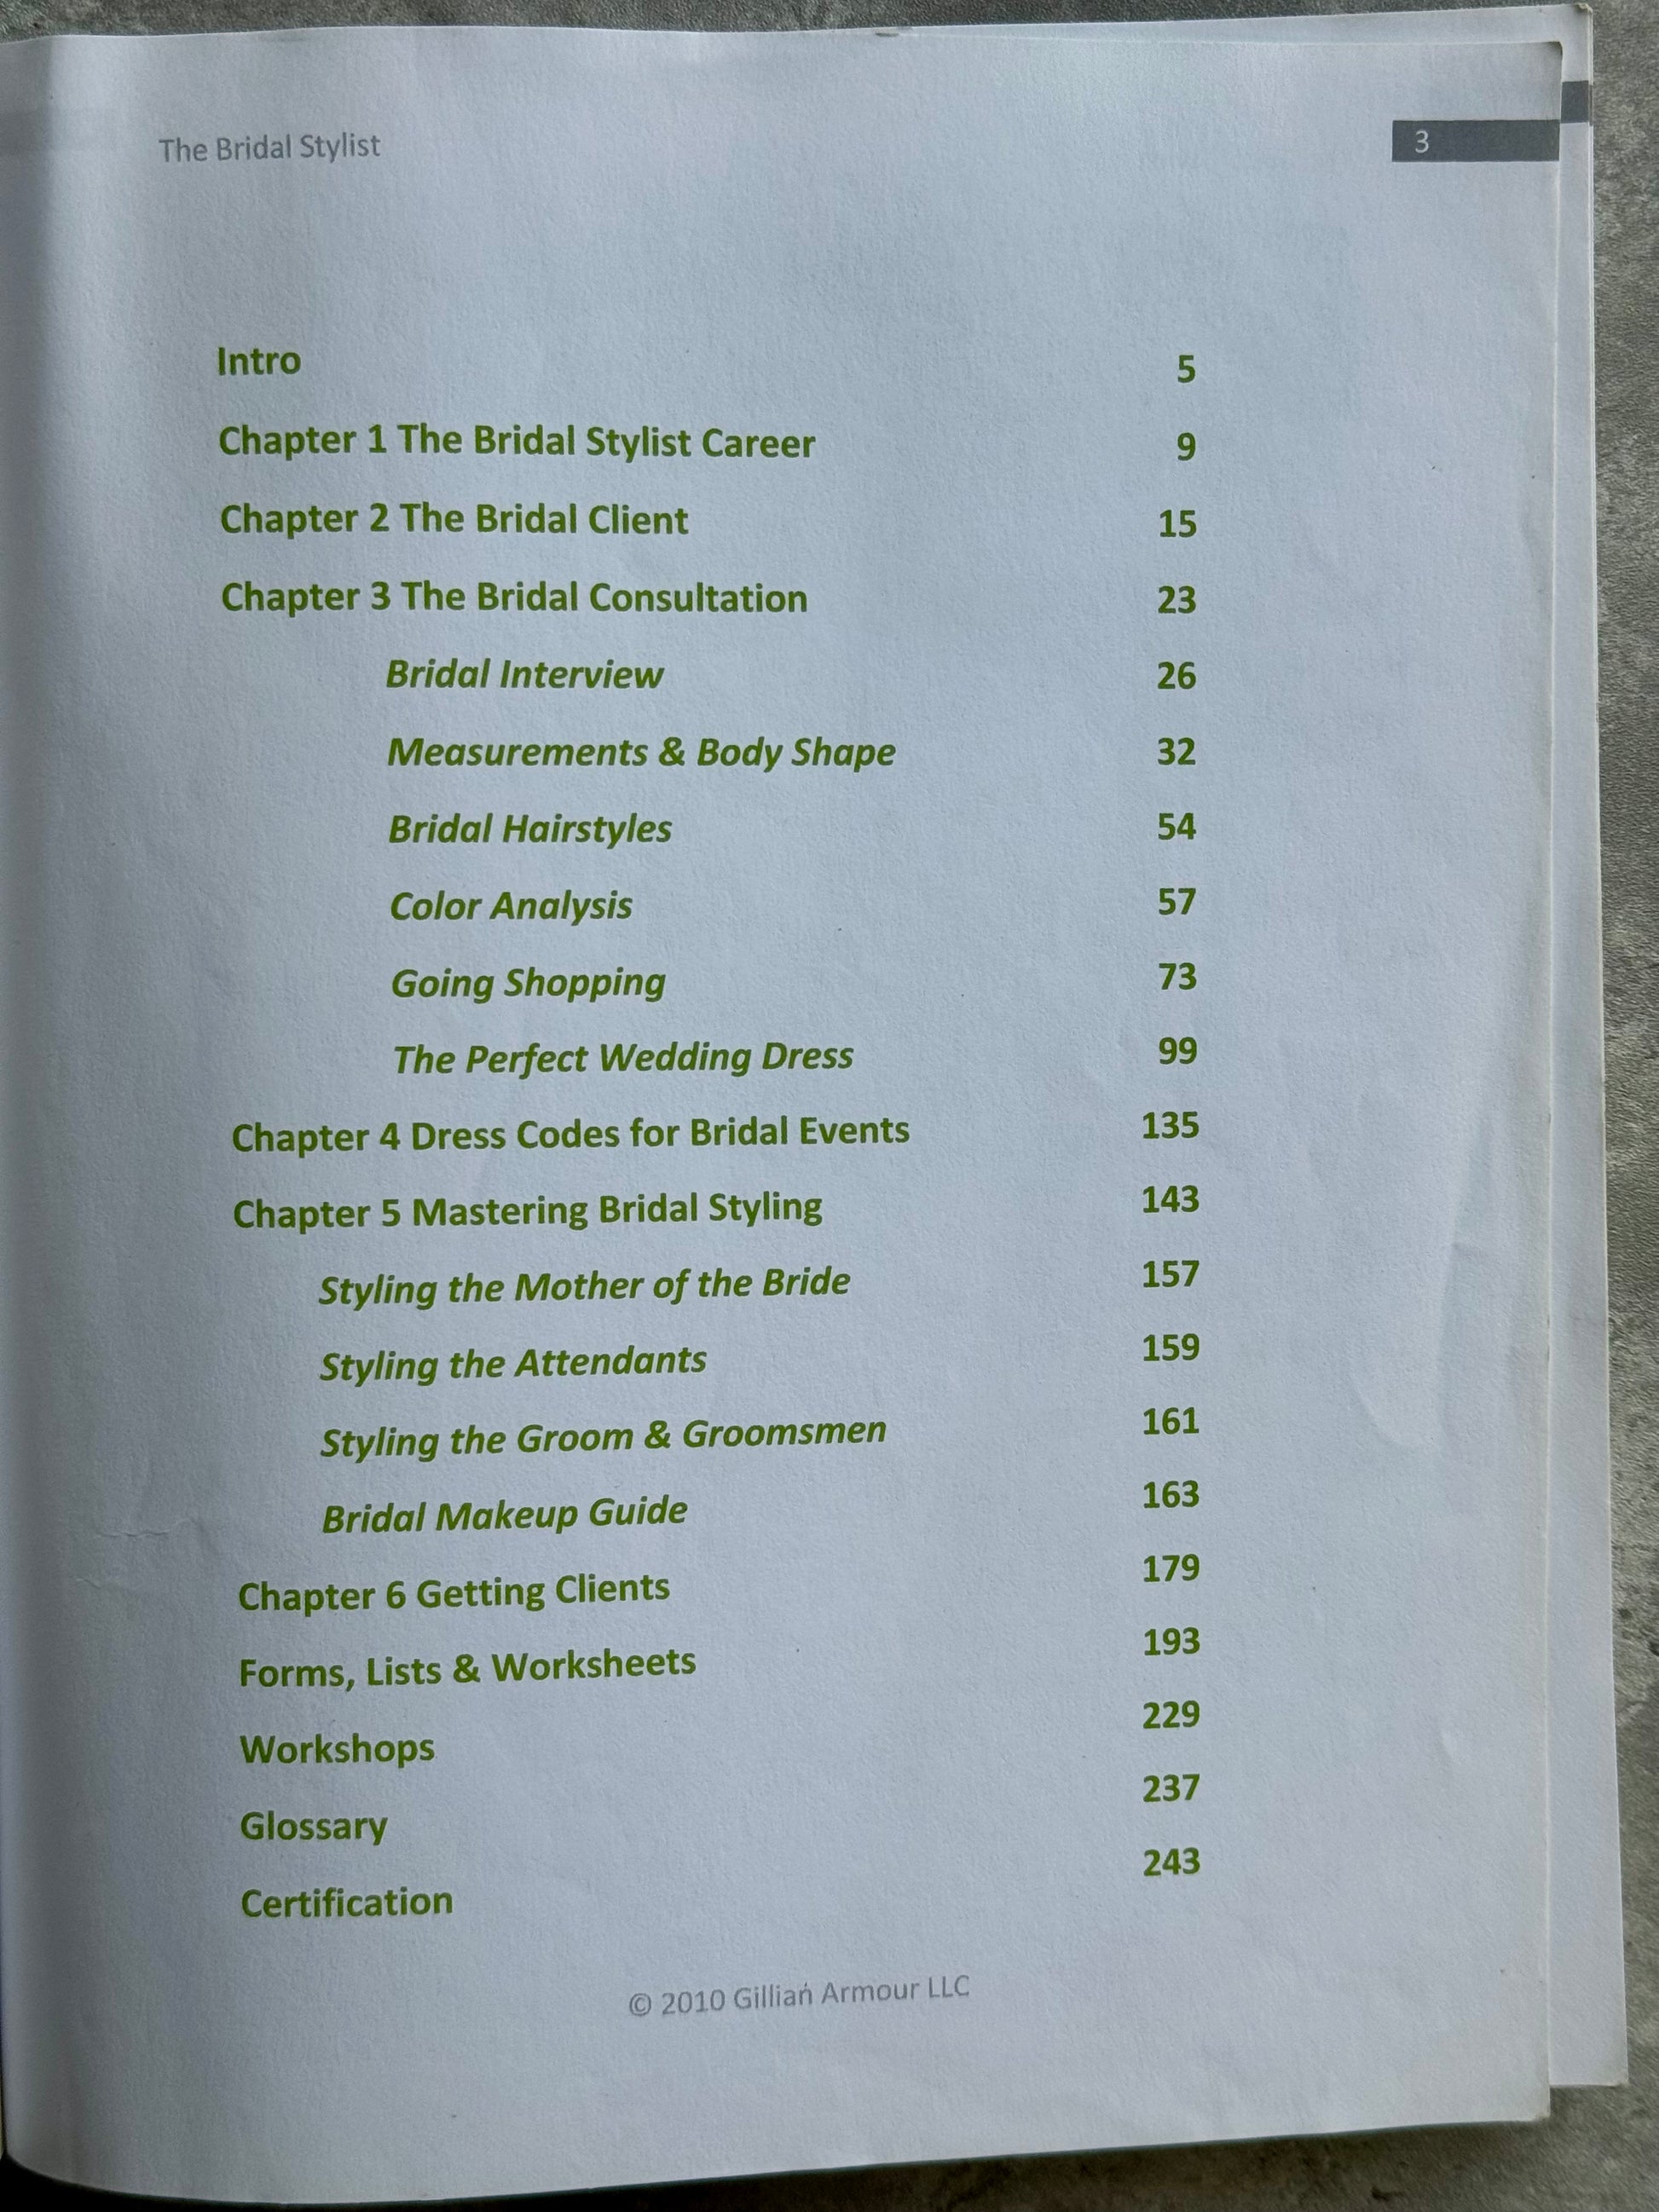 The Bridal Stylist 3
Intro 5
Chapter 1 The Bridal Stylist Career 9
Chapter 2 The Bridal Client 15
Chapter 3 The Bridal Consultation 23
Bridal Interview 26
Measurements & Body Shape 32
Bridal Hairstyles 54
Color Analysis 57
Going Shopping 73
The Perfect Wedding Dress 99
Chapter 4 Dress Codes for Bridal Events 135
Chapter 5 Mastering Bridal Styling 143
Styling the Mother of the Bride 157
Styling the Attendants 159
Styling the Groom & Groomsmen 161
Bridal Makeup Guide 163
Chapter 6 Getting Clients 179
Forms, Lists & Worksheets 193
Workshops 229
Glossary 237
Certification 243
© 2010 Gillian Armour LLC